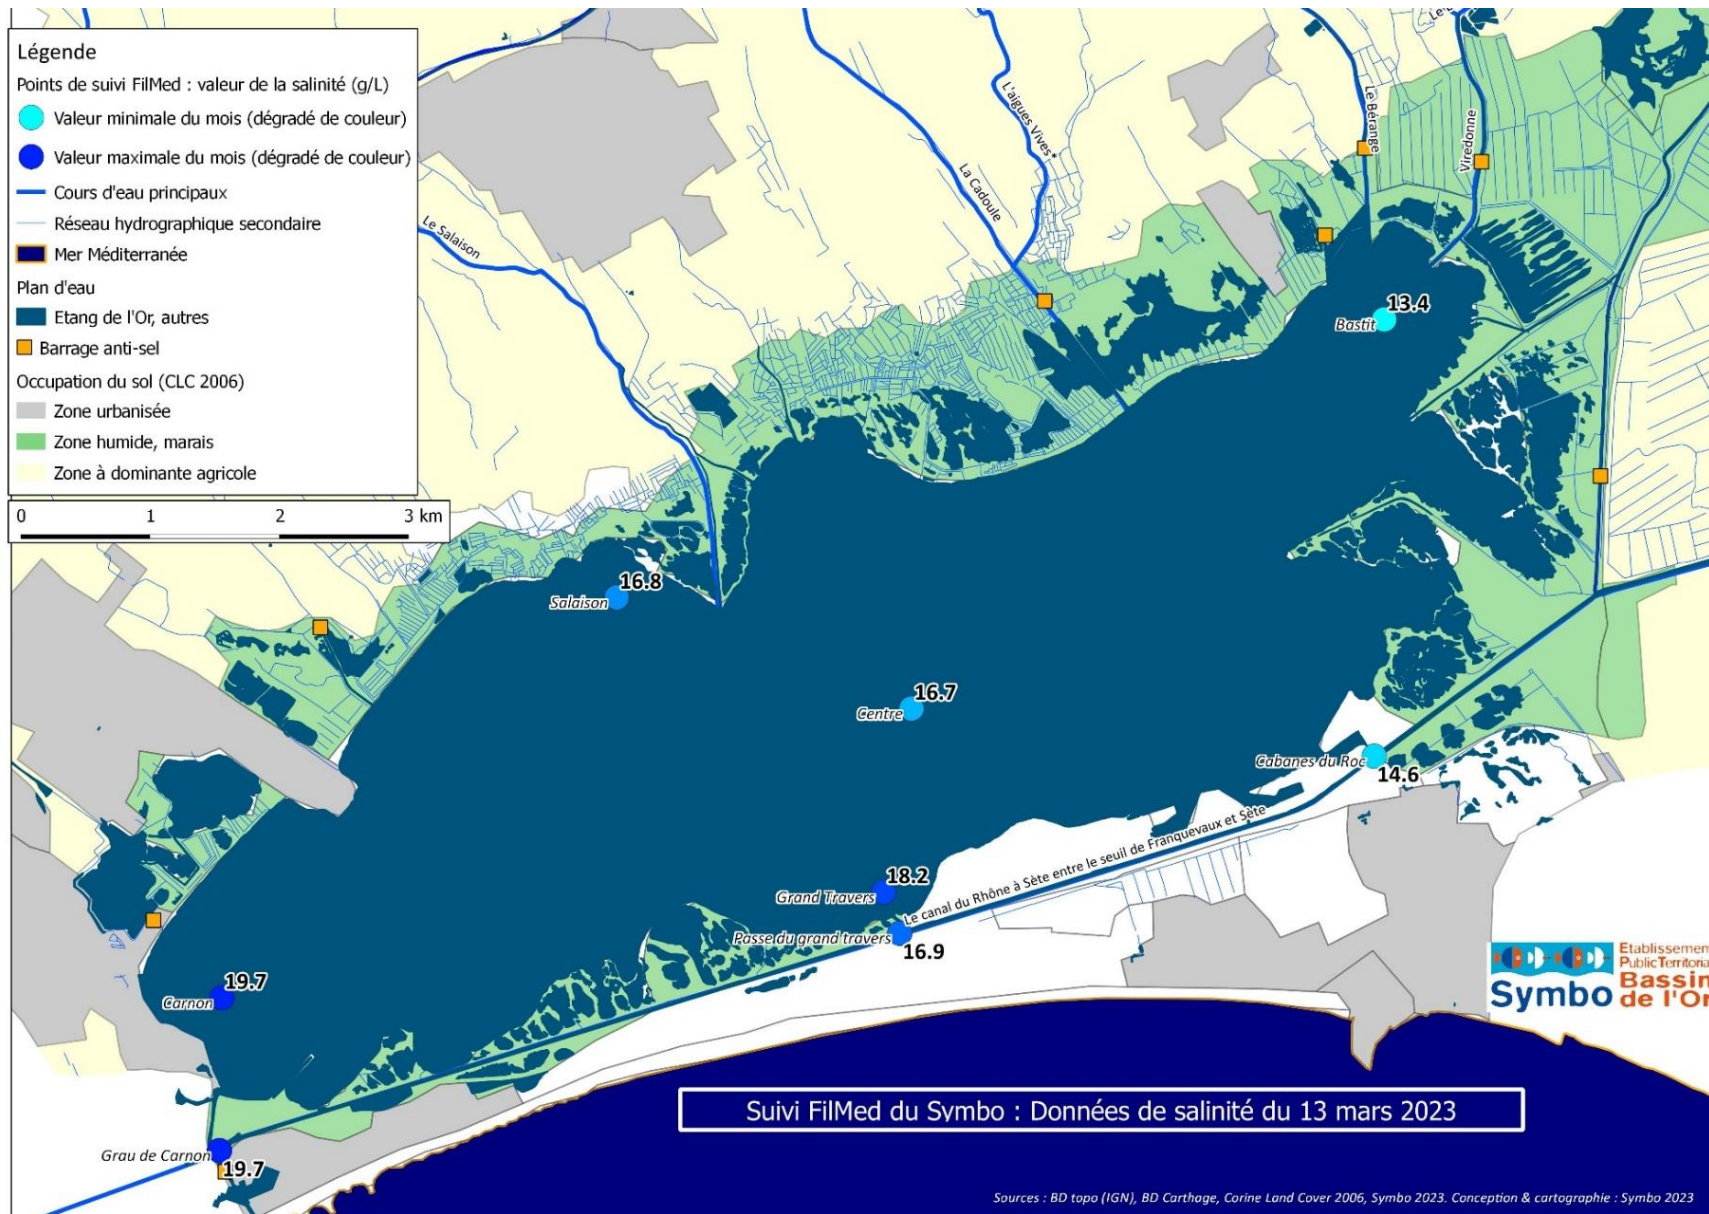 Légende
Points de suivi FilMed : valeur de la salinité (g/L)
Valeur minimale du mois (dégradé de couleur)
Valeur maximale du mois (dégradé de couleur)
Cours d'eau principaux
Réseau hydrographique secondaire
Mer Méditerranée
Plan d'eau
Etang de l'Or, autres
Barrage anti-sel
Occupation du sol (CLC 2006)
Zone urbanisée
Zone humide, marais
Zone à dominante agricole
0 1 2 3 km
Le Salaison
La Cadoule
L'aigues Vives*
Le Bérange
Viredonne
13.4
Bastit
16.8
Salaison
16.7
Centre
Cabanes du Roc
14.6
Le canal du Rhône à Sète entre le seuil de Franquevaux et Sète
18.2
Grand Travers
Passe du grand travers
16.9
19.7
Carnon
Grau de Carnon
19.7
Symbo
Etablissement
Public Territorial
Bassin
de l'Or
Suivi FilMed du Symbo : Données de salinité du 13 mars 2023
Sources : BD topo (IGN), BD Carthage, Corine Land Cover 2006, Symbo 2023. Conception & cartographie : Symbo 2023